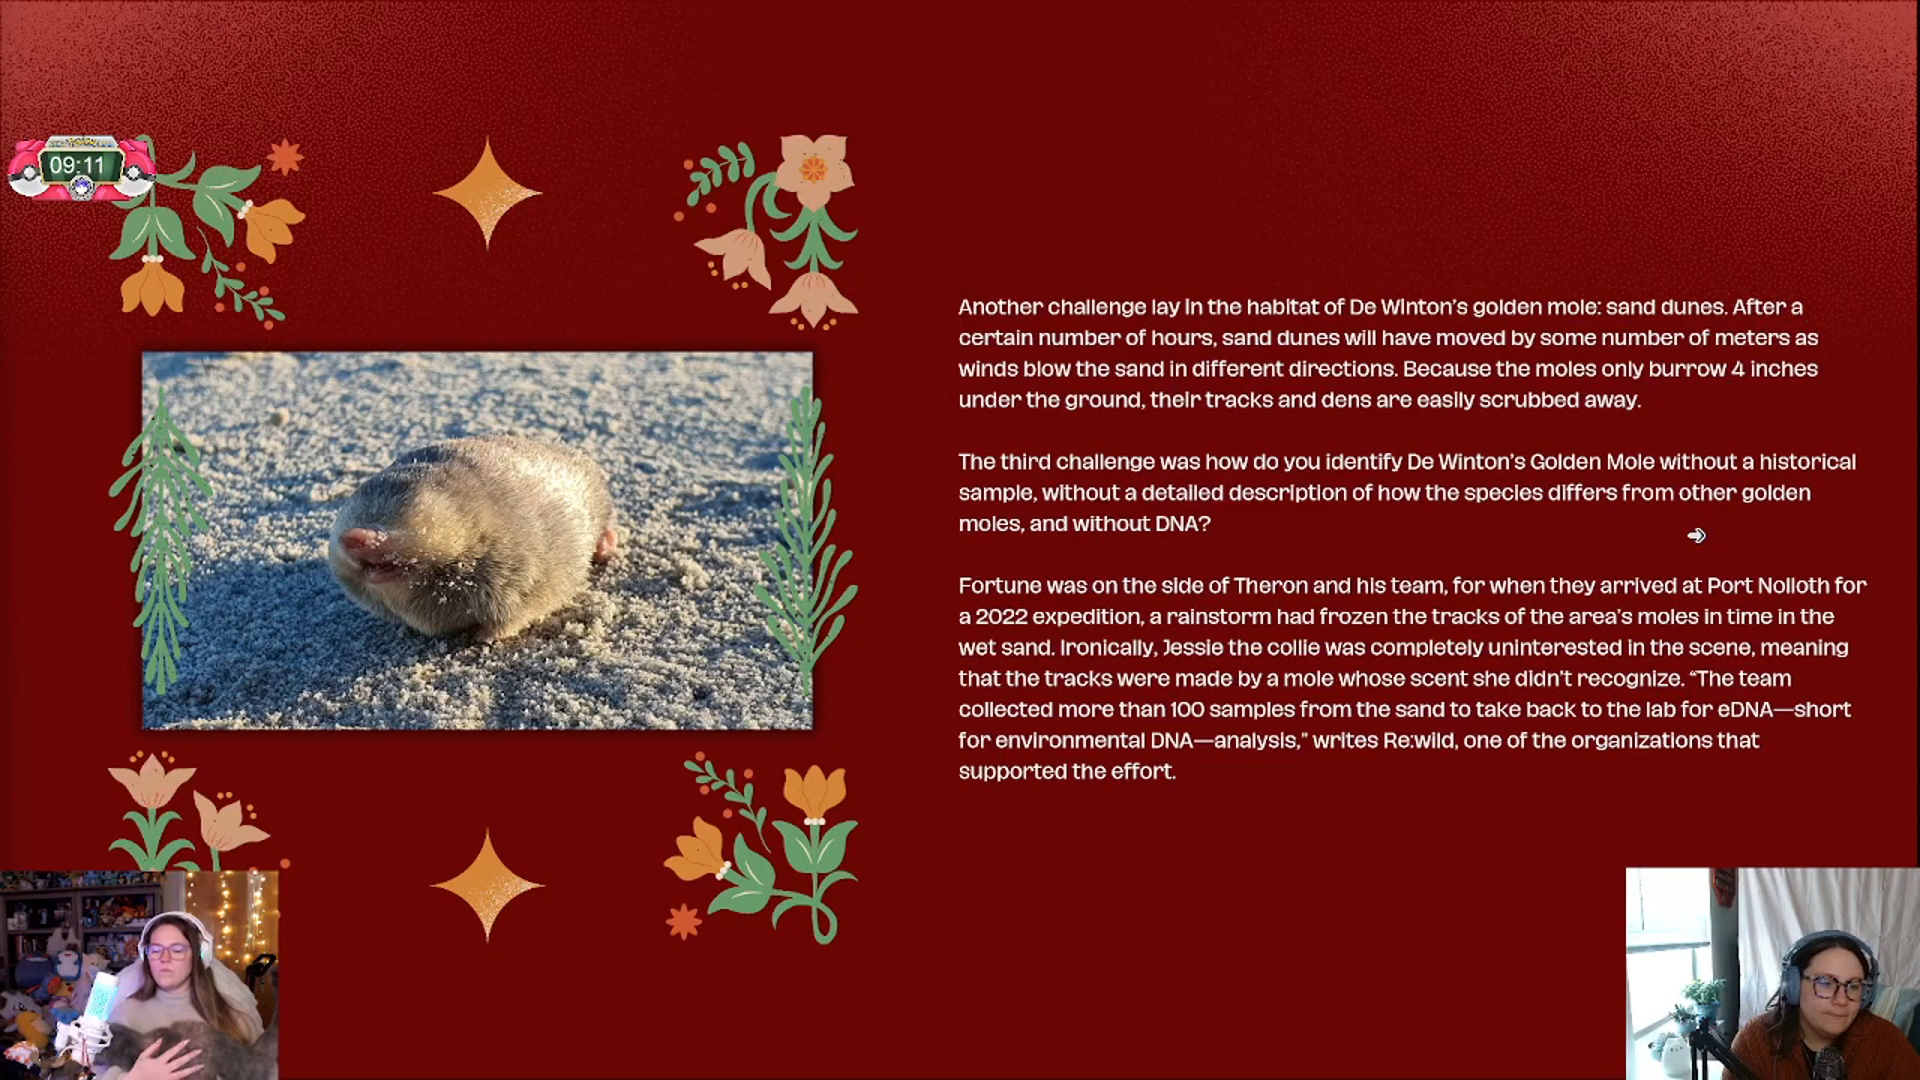 09:11
Another challenge lay in the habitat of De Winton's golden mole: sand dunes. After a
certain number of hours, sand dunes will have moved by some number of meters as
winds blow the sand in different directions. Because the moles only burrow 4 inches
under the ground, their tracks and dens are easily scrubbed away.
The third challenge was how do you identify De Winton's Golden Mole without a historical
sample, without a detailed description of how the species differs from other golden
moles, and without DNA?
Fortune was on the side of Theron and his team, for when they arrived at Port Nolloth for
a 2022 expedition, a rainstorm had frozen the tracks of the area's moles in time in the
wet sand. Ironically, Jessie the collie was completely uninterested in the scene, meaning
that the tracks were made by a mole whose scent she didn't recognize. “The team
collected more than 100 samples from the sand to take back to the lab for eDNA—short
for environmental DNA—analysis,” writes Re:wild, one of the organizations that
supported the effort.